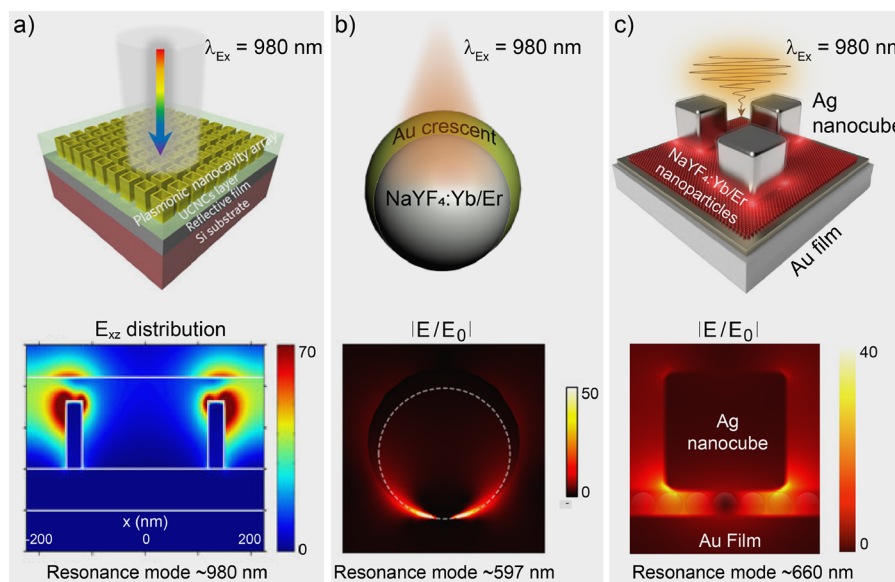 a)
λEx = 980 nm
Plasmonic nanocavity array
UCNCs layer
Reflective film
Si substrate
Exz distribution
70
0
x (nm)
-200
0
200
Resonance mode ~980 nm
b)
λEx = 980 nm
Au crescent
NaYF₄:Yb/Er
|E/E₀|
50
0
-
Resonance mode ~597 nm
c)
λEx = 980 nm
Ag
nanocube
NaYF₄:Yb/Er
nanoparticles
Au film
|E/E₀|
40
0
Ag
nanocube
Au Film
Resonance mode ~660 nm